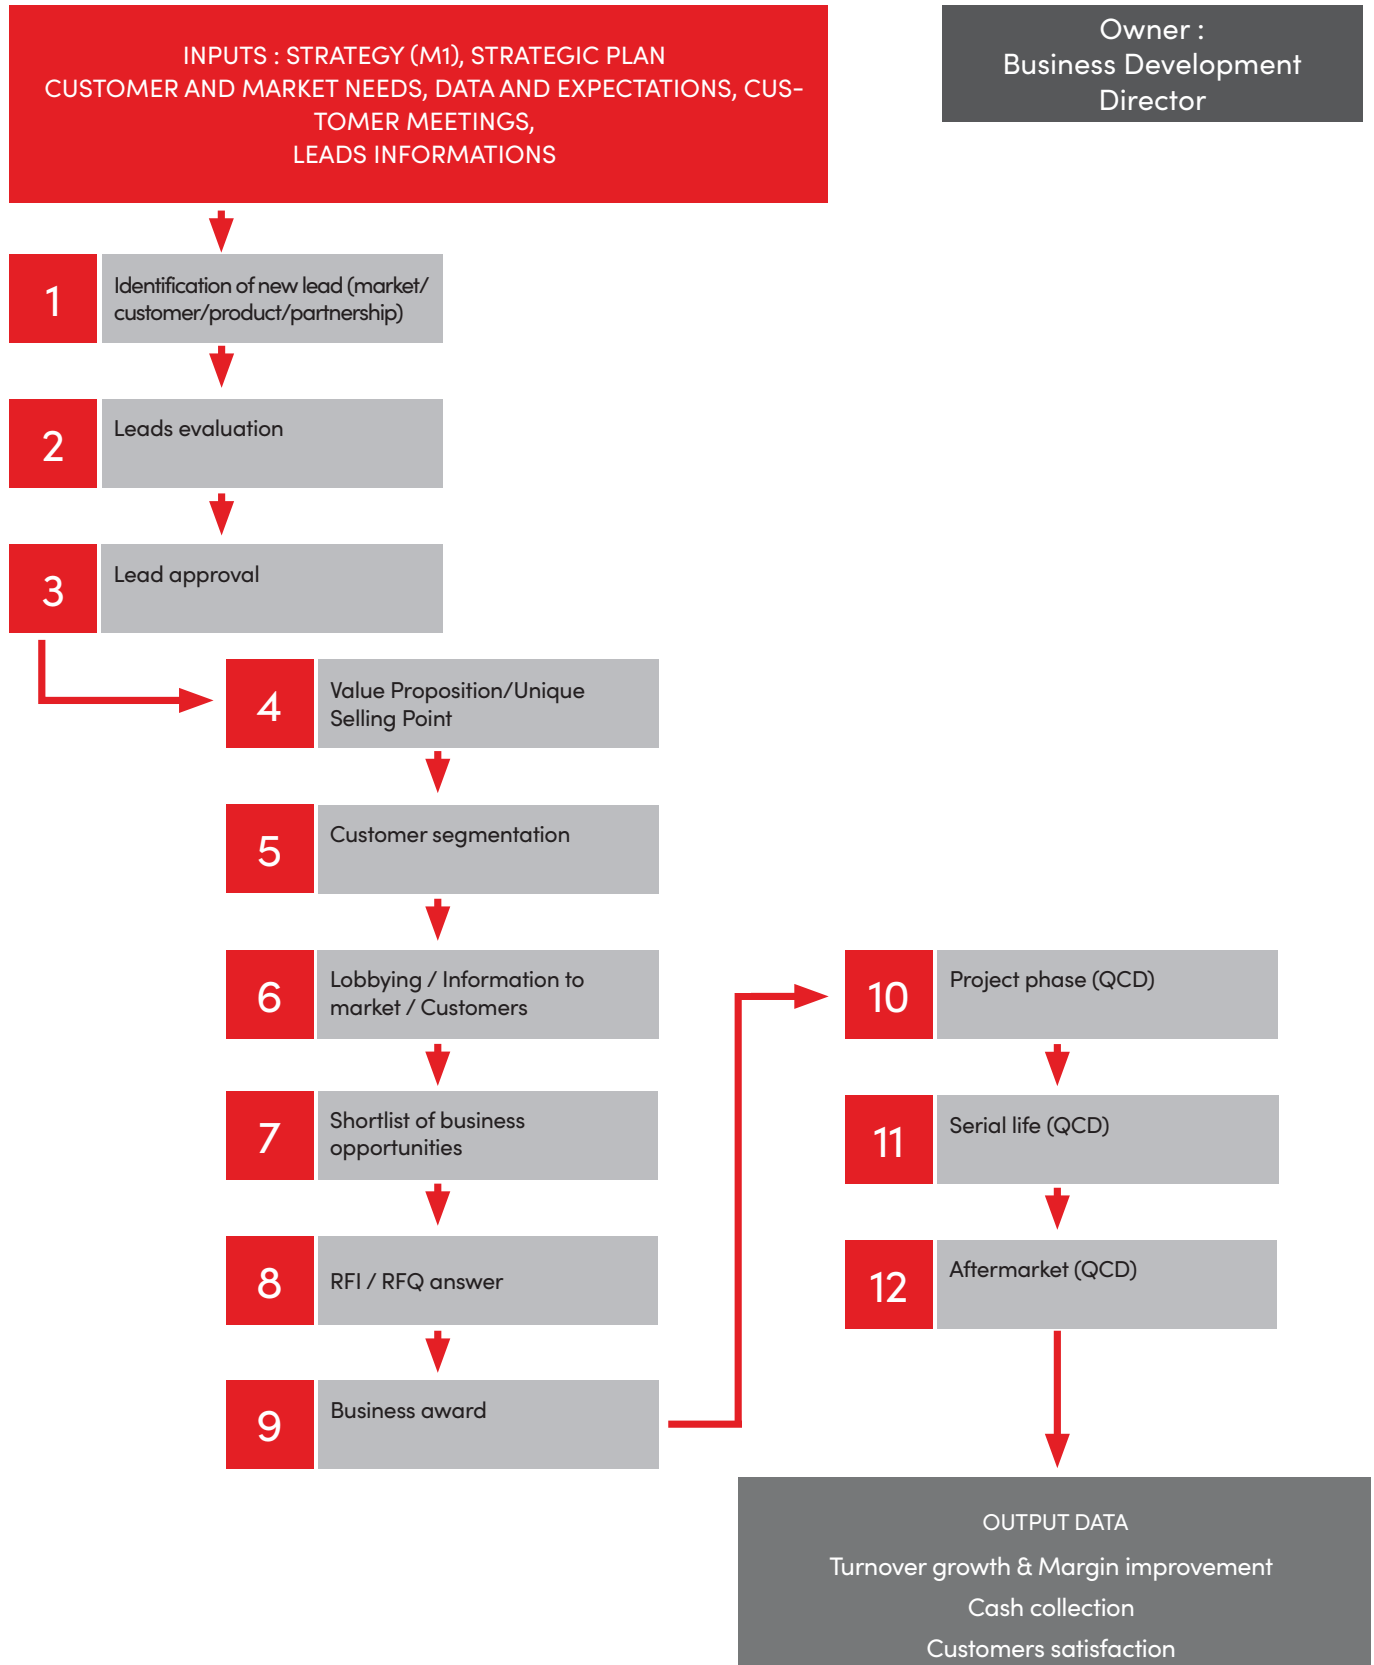 INPUTS : STRATEGY (M1), STRATEGIC PLAN
CUSTOMER AND MARKET NEEDS, DATA AND EXPECTATIONS, CUS-
TOMER MEETINGS,
LEADS INFORMATIONS
Owner :
Business Development
Director
1
Identification of new lead (market/
customer/product/partnership)
2
Leads evaluation
3
Lead approval
4
Value Proposition/Unique
Selling Point
5
Customer segmentation
6
Lobbying / Information to
market / Customers
7
Shortlist of business
opportunities
8
RFI / RFQ answer
9
Business award
10
Project phase (QCD)
11
Serial life (QCD)
12
Aftermarket (QCD)
OUTPUT DATA
Turnover growth & Margin improvement
Cash collection
Customers satisfaction